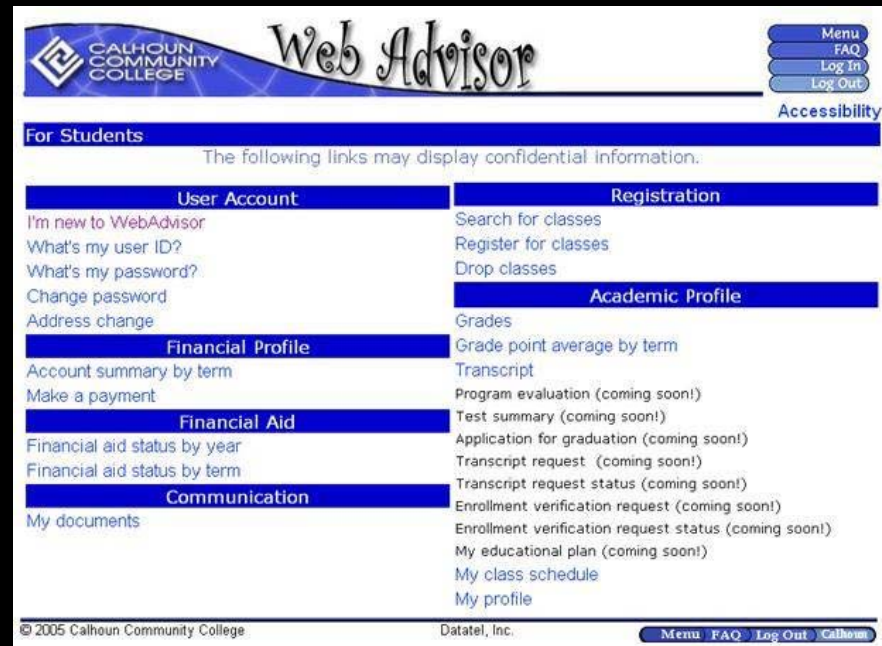 CALHOUN
COMMUNITY
COLLEGE
Web Advisor
Menu
FAQ
Log In
Log Out
Accessibility
For Students
The following links may display confidential information.
User Account
I'm new to WebAdvisor
What's my user ID?
What's my password?
Change password
Address change
Financial Profile
Account summary by term
Make a payment
Financial Aid
Financial aid status by year
Financial aid status by term
Communication
My documents
Registration
Search for classes
Register for classes
Drop classes
Academic Profile
Grades
Grade point average by term
Transcript
Program evaluation (coming soon!)
Test summary (coming soon!)
Application for graduation (coming soon!)
Transcript request (coming soon!)
Transcript request status (coming soon!)
Enrollment verification request (coming soon!)
Enrollment verification request status (coming soon!)
My educational plan (coming soon!)
My class schedule
My profile
© 2005 Calhoun Community College Datatel, Inc. Menu FAQ Log Out Calhoun